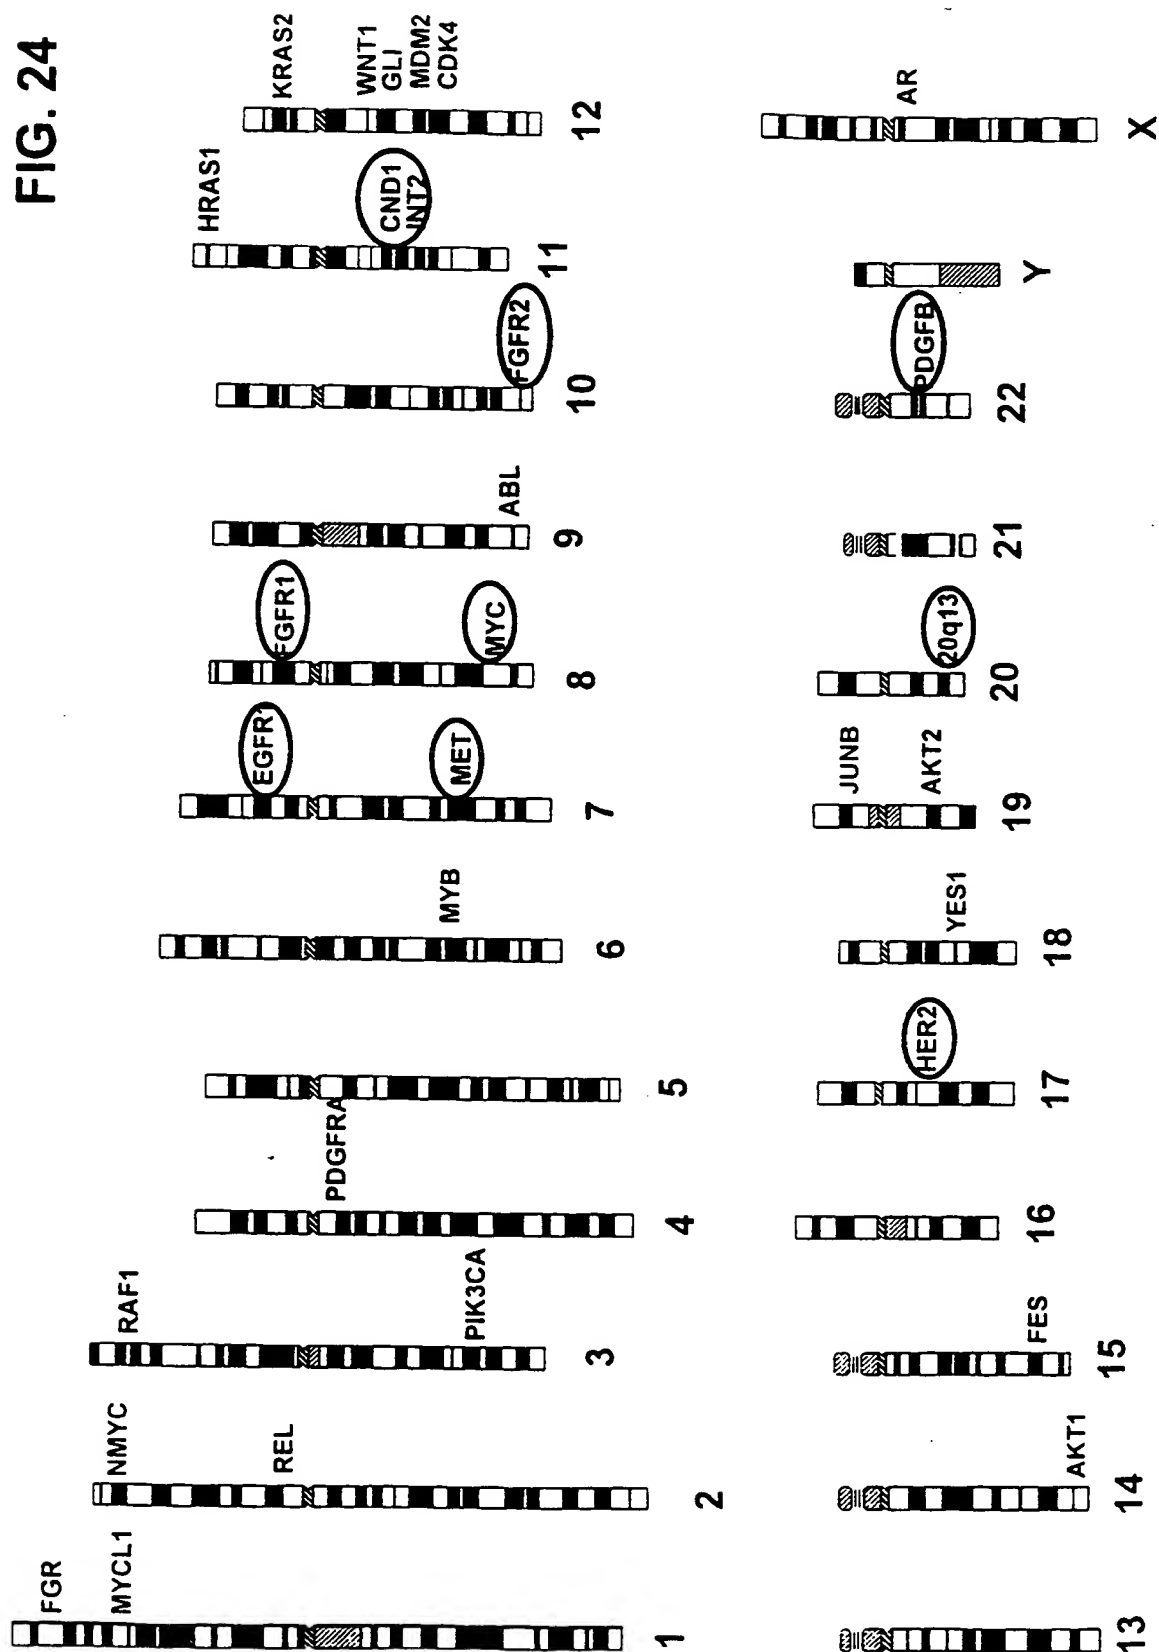 FIG. 24
FGR
MYCL1
1
NMYC
REL
2
RAF1
PIK3CA
3
PDGFRA
4
5
MYB
6
EGFR1
MET
7
FGFR1
MYC
8
ABL
9
FGFR2
10
HRAS1
CND1
INT2
11
KRAS2
WNT1
GLI
MDM2
CDK4
12
13
AKT1
14
FES
15
16
HER2
17
YES1
18
JUNB
AKT2
19
20q13
20
21
PDGFB
22
Y
AR
X